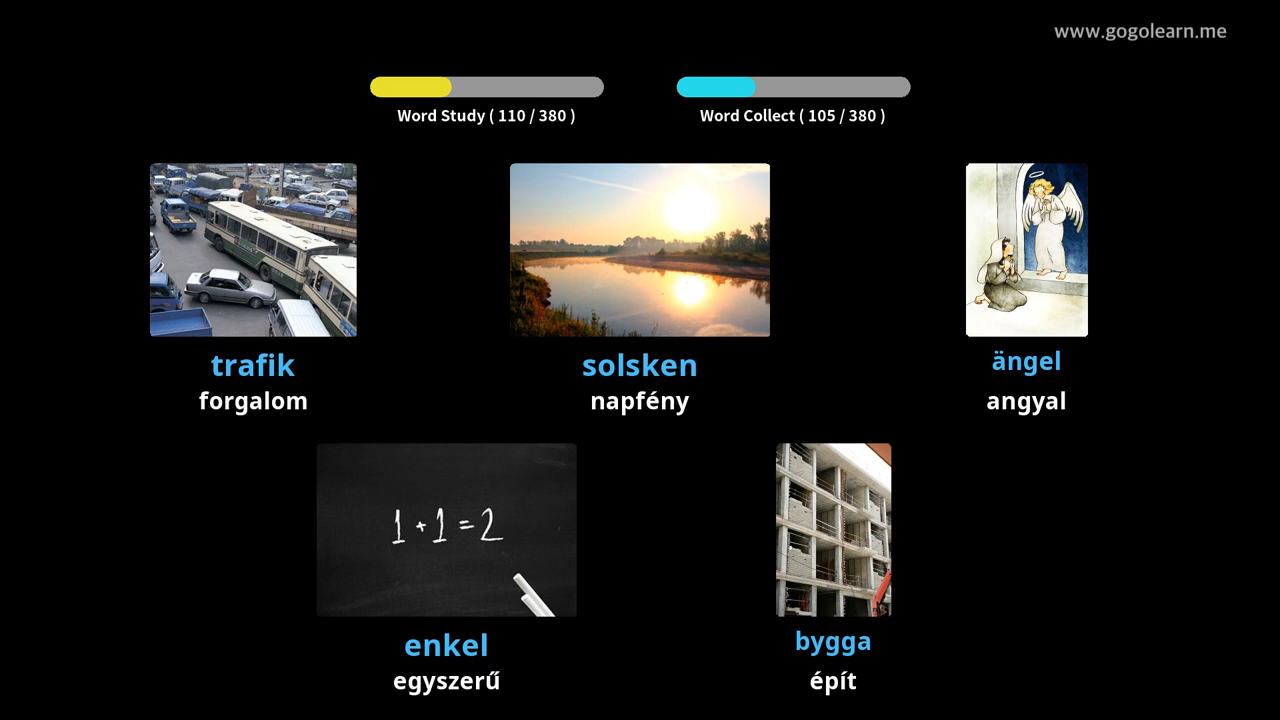 www.gogolearn.me
Word Study ( 110 / 380 )
Word Collect ( 105 / 380 )
trafik
forgalom
solsken
napfény
ängel
angyal
1 + 1 = 2
enkel
egyszerű
bygga
épít